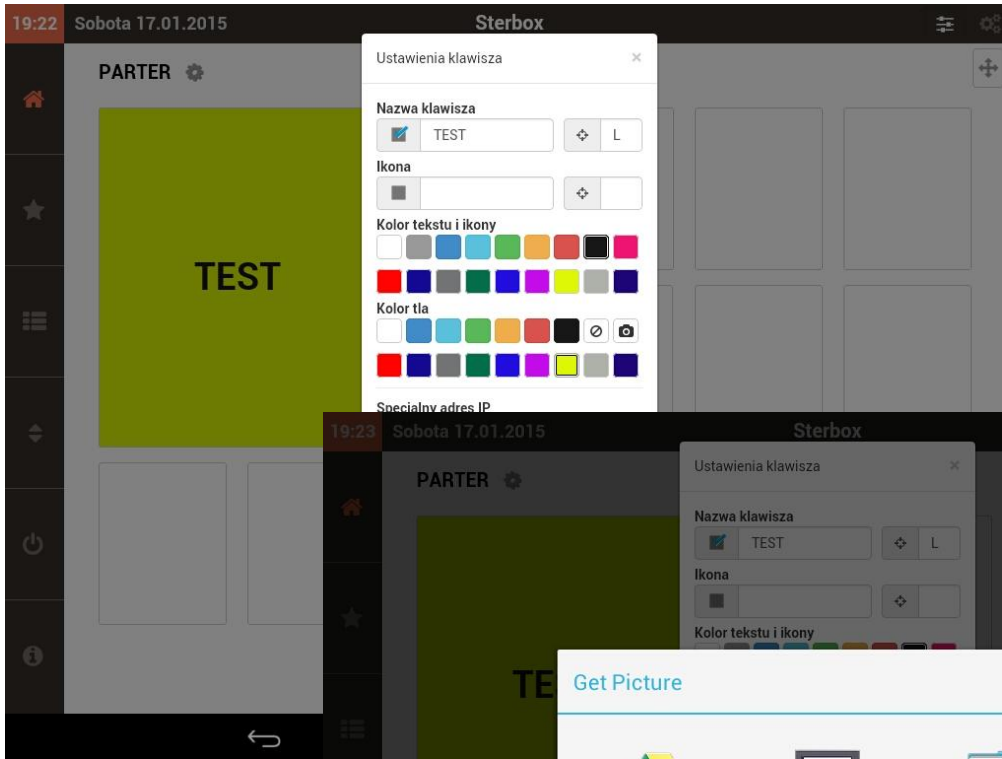 19:22 Sobota 17.01.2015 Sterbox
PARTER
TEST
Ustawienia klawisza ×
Nazwa klawisza
TEST L
Ikona
Kolor tekstu i ikony
Kolor tla
Specialny adres IP
19:23 Sobota 17.01.2015 Sterbox
PARTER
TE
Ustawienia klawisza ×
Nazwa klawisza
TEST L
Ikona
Kolor tekstu i ikony
Get Picture